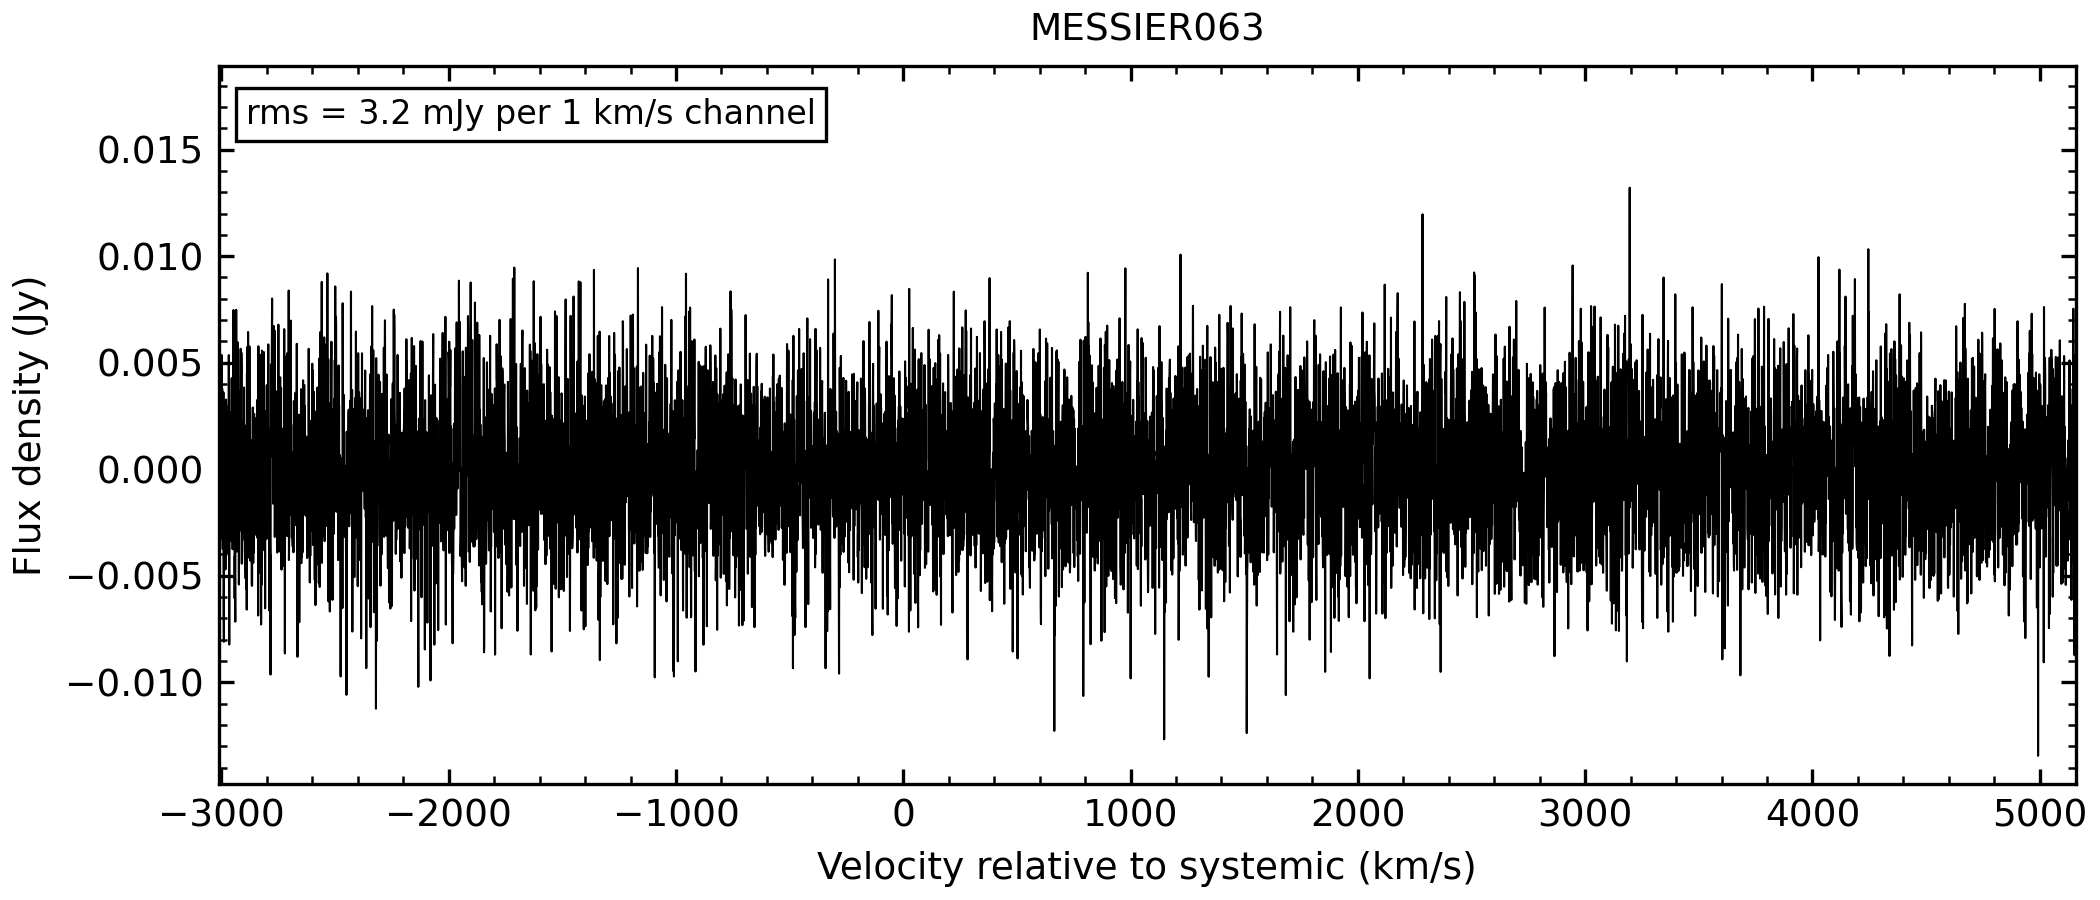 MESSIER063
rms = 3.2 mJy per 1 km/s channel
0.015
0.010
0.005
0.000
−0.005
−0.010
Flux density (Jy)
−3000 −2000 −1000 0 1000 2000 3000 4000 5000
Velocity relative to systemic (km/s)